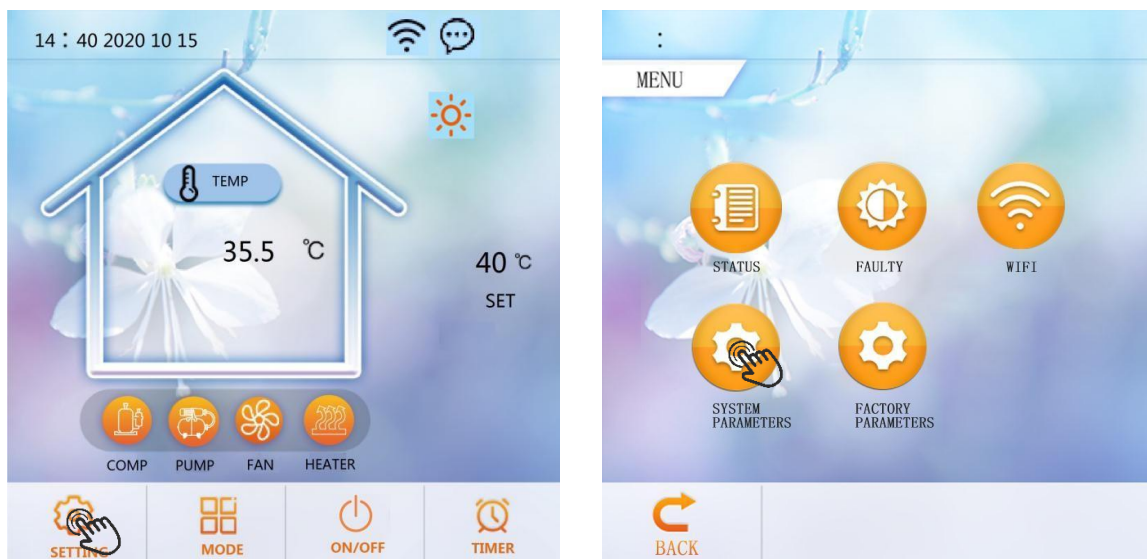 14：40 2020 10 15
TEMP
35.5 ℃
40 ℃
SET
COMP PUMP FAN HEATER
SETTING MODE ON/OFF TIMER
:
MENU
STATUS FAULTY WIFI
SYSTEM
PARAMETERS
FACTORY
PARAMETERS
BACK